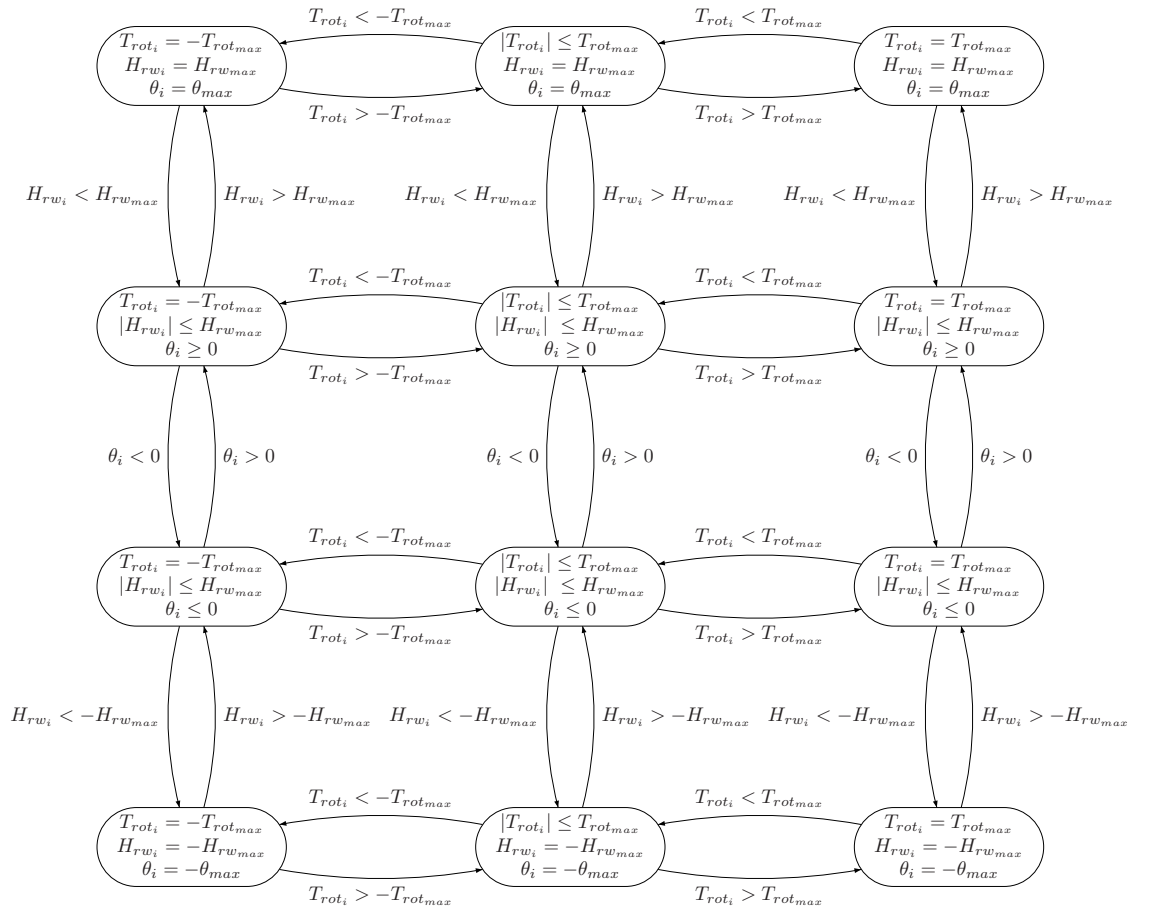 T_{rot_i} < -T_{rot_{max}}
T_{rot_i} < T_{rot_{max}}
T_{rot_i} = -T_{rot_{max}}
H_{rw_i} = H_{rw_{max}}
θ_i = θ_{max}
|T_{rot_i}| ≤ T_{rot_{max}}
H_{rw_i} = H_{rw_{max}}
θ_i = θ_{max}
T_{rot_i} = T_{rot_{max}}
H_{rw_i} = H_{rw_{max}}
θ_i = θ_{max}
T_{rot_i} > -T_{rot_{max}}
T_{rot_i} > T_{rot_{max}}
H_{rw_i} < H_{rw_{max}}
H_{rw_i} > H_{rw_{max}}
H_{rw_i} < H_{rw_{max}}
H_{rw_i} > H_{rw_{max}}
H_{rw_i} < H_{rw_{max}}
H_{rw_i} > H_{rw_{max}}
T_{rot_i} < -T_{rot_{max}}
T_{rot_i} < T_{rot_{max}}
T_{rot_i} = -T_{rot_{max}}
|H_{rw_i}| ≤ H_{rw_{max}}
θ_i ≥ 0
|T_{rot_i}| ≤ T_{rot_{max}}
|H_{rw_i}| ≤ H_{rw_{max}}
θ_i ≥ 0
T_{rot_i} = T_{rot_{max}}
|H_{rw_i}| ≤ H_{rw_{max}}
θ_i ≥ 0
T_{rot_i} > -T_{rot_{max}}
T_{rot_i} > T_{rot_{max}}
θ_i < 0
θ_i > 0
θ_i < 0
θ_i > 0
θ_i < 0
θ_i > 0
T_{rot_i} < -T_{rot_{max}}
T_{rot_i} < T_{rot_{max}}
T_{rot_i} = -T_{rot_{max}}
|H_{rw_i}| ≤ H_{rw_{max}}
θ_i ≤ 0
|T_{rot_i}| ≤ T_{rot_{max}}
|H_{rw_i}| ≤ H_{rw_{max}}
θ_i ≤ 0
T_{rot_i} = T_{rot_{max}}
|H_{rw_i}| ≤ H_{rw_{max}}
θ_i ≤ 0
T_{rot_i} > -T_{rot_{max}}
T_{rot_i} > T_{rot_{max}}
H_{rw_i} < -H_{rw_{max}}
H_{rw_i} > -H_{rw_{max}}
H_{rw_i} < -H_{rw_{max}}
H_{rw_i} > -H_{rw_{max}}
H_{rw_i} < -H_{rw_{max}}
H_{rw_i} > -H_{rw_{max}}
T_{rot_i} < -T_{rot_{max}}
T_{rot_i} < T_{rot_{max}}
T_{rot_i} = -T_{rot_{max}}
H_{rw_i} = -H_{rw_{max}}
θ_i = -θ_{max}
|T_{rot_i}| ≤ T_{rot_{max}}
H_{rw_i} = -H_{rw_{max}}
θ_i = -θ_{max}
T_{rot_i} = T_{rot_{max}}
H_{rw_i} = -H_{rw_{max}}
θ_i = -θ_{max}
T_{rot_i} > -T_{rot_{max}}
T_{rot_i} > T_{rot_{max}}